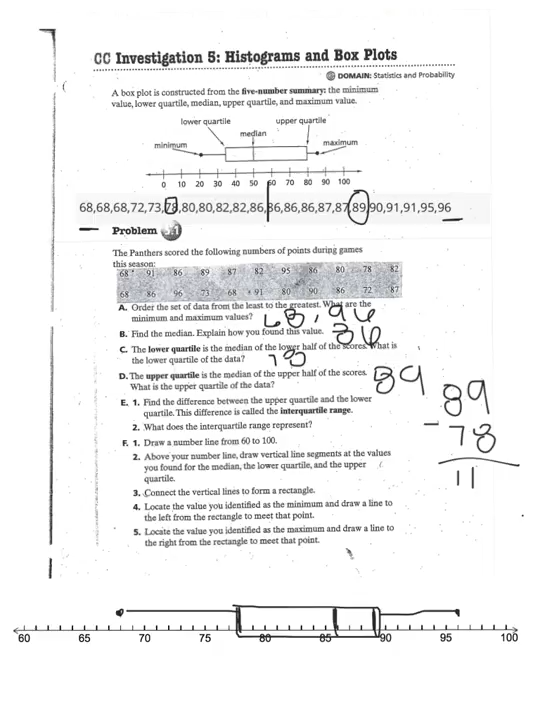 CC Investigation 5: Histograms and Box Plots
DOMAIN: Statistics and Probability
A box plot is constructed from the five-number summary: the minimum
value, lower quartile, median, upper quartile, and maximum value.
lower quartile upper quartile
median
minimum maximum
0 10 20 30 40 50 60 70 80 90 100
68,68,68,72,73,78,80,80,82,82,86,86,86,86,87,87,89,90,91,91,95,96
Problem 5.1
The Panthers scored the following numbers of points during games
this season:
68 91 86 89 87 82 95 86 80 78 82
68 86 96 73 68 91 80 90 86 72 87
A. Order the set of data from the least to the greatest. What are the
minimum and maximum values? 68, 96
B. Find the median. Explain how you found this value. 86
C. The lower quartile is the median of the lower half of the scores. What is
the lower quartile of the data? 78
D. The upper quartile is the median of the upper half of the scores.
What is the upper quartile of the data? 89
E. 1. Find the difference between the upper quartile and the lower
quartile. This difference is called the interquartile range.
2. What does the interquartile range represent?
89
- 78
11
F. 1. Draw a number line from 60 to 100.
2. Above your number line, draw vertical line segments at the values
you found for the median, the lower quartile, and the upper
quartile.
3. Connect the vertical lines to form a rectangle.
4. Locate the value you identified as the minimum and draw a line to
the left from the rectangle to meet that point.
5. Locate the value you identified as the maximum and draw a line to
the right from the rectangle to meet that point.
60 65 70 75 80 85 90 95 100